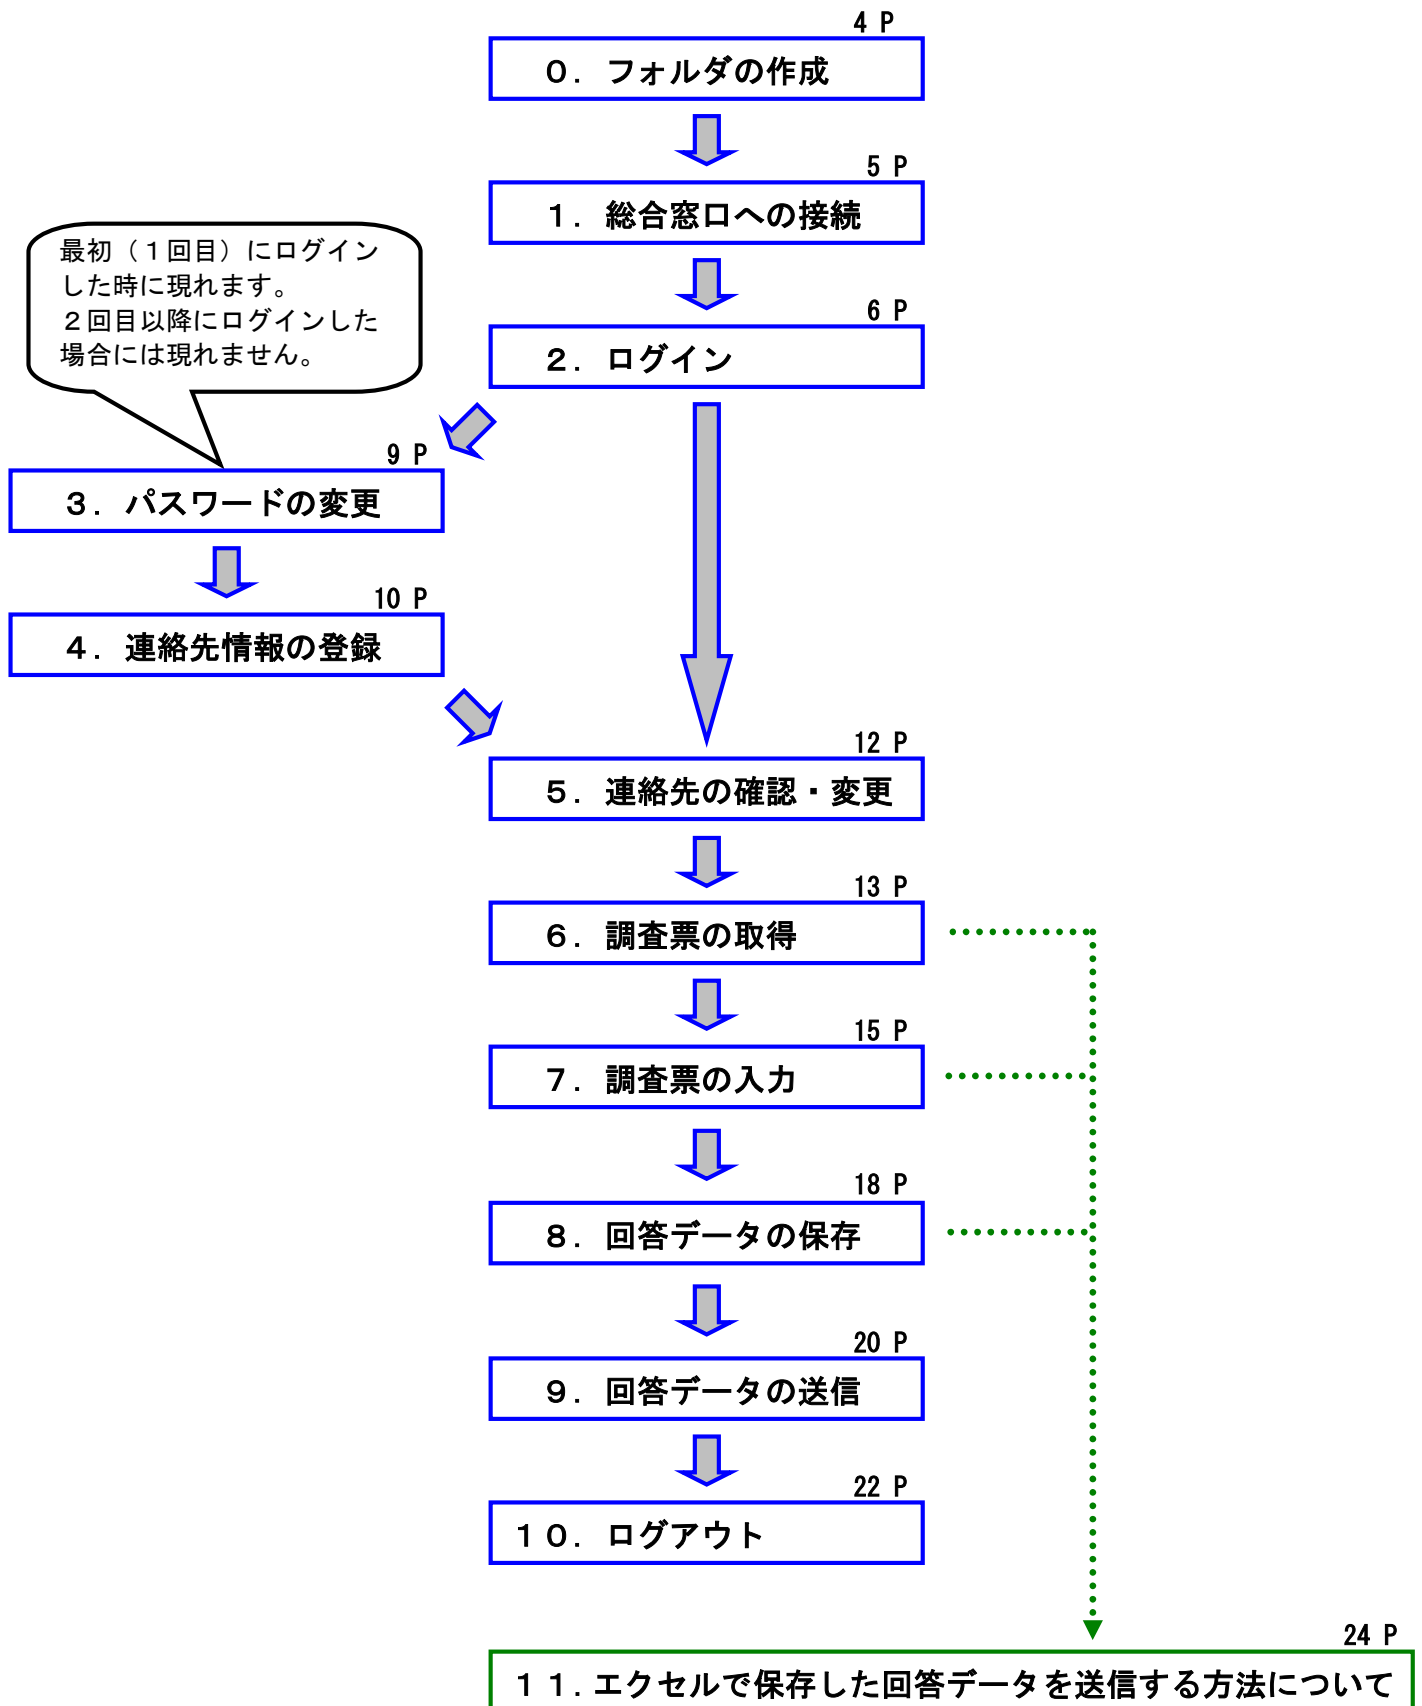 4 P
０．フォルダの作成
5 P
１．総合窓口への接続
最初（１回目）にログイン
した時に現れます。
２回目以降にログインした
場合には現れません。
6 P
２．ログイン
9 P
３．パスワードの変更
10 P
４．連絡先情報の登録
12 P
５．連絡先の確認・変更
13 P
６．調査票の取得
15 P
７．調査票の入力
18 P
８．回答データの保存
20 P
９．回答データの送信
22 P
１０．ログアウト
24 P
１１．エクセルで保存した回答データを送信する方法について